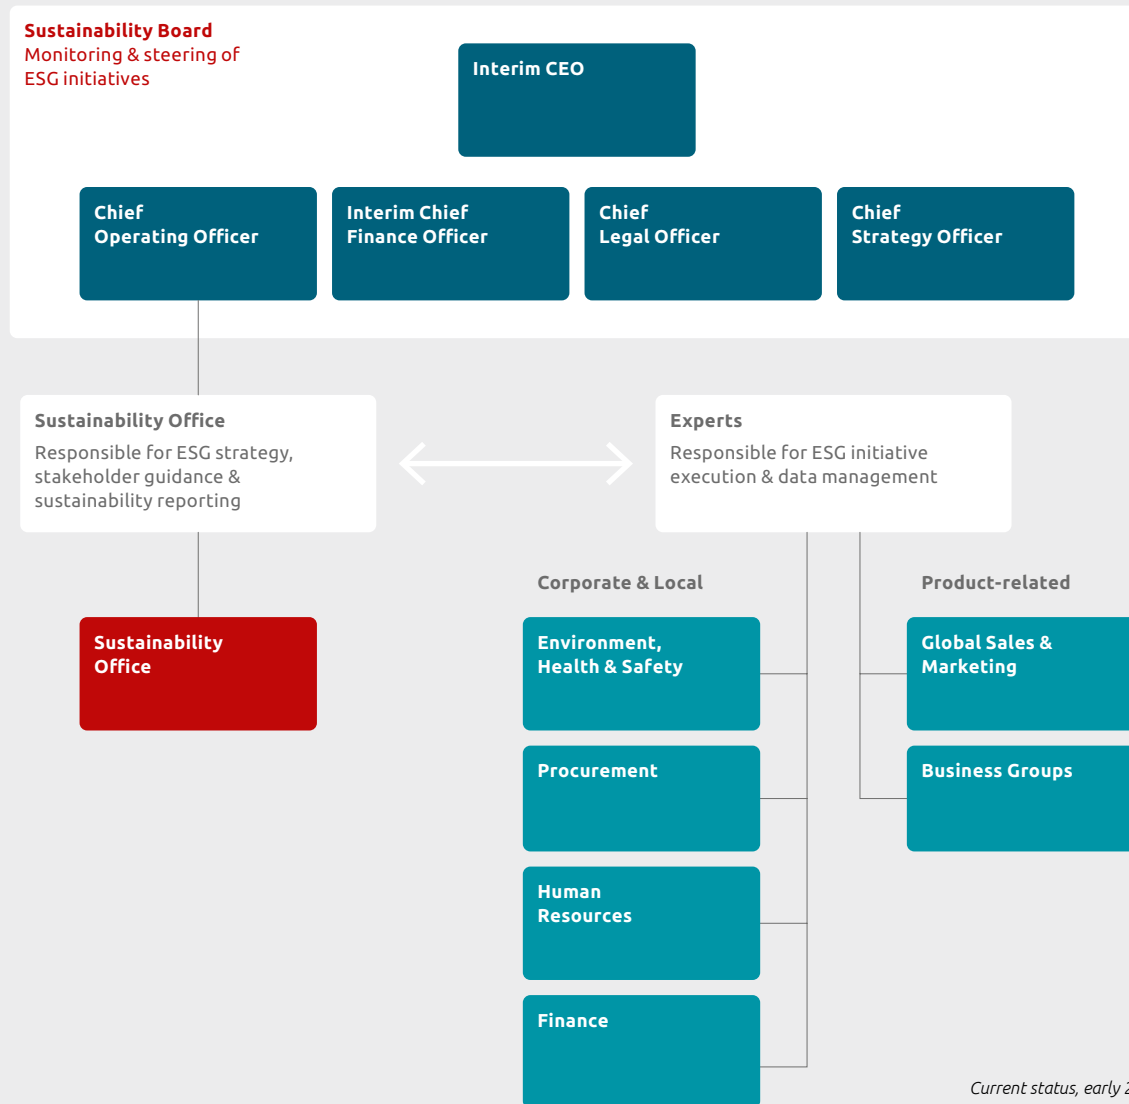 Sustainability Board
Monitoring & steering of
ESG initiatives
Interim CEO
Chief
Operating Officer
Interim Chief
Finance Officer
Chief
Legal Officer
Chief
Strategy Officer
Sustainability Office
Responsible for ESG strategy,
stakeholder guidance &
sustainability reporting
Experts
Responsible for ESG initiative
execution & data management
Corporate & Local
Product-related
Sustainability
Office
Environment,
Health & Safety
Global Sales &
Marketing
Procurement
Business Groups
Human
Resources
Finance
Current status, early